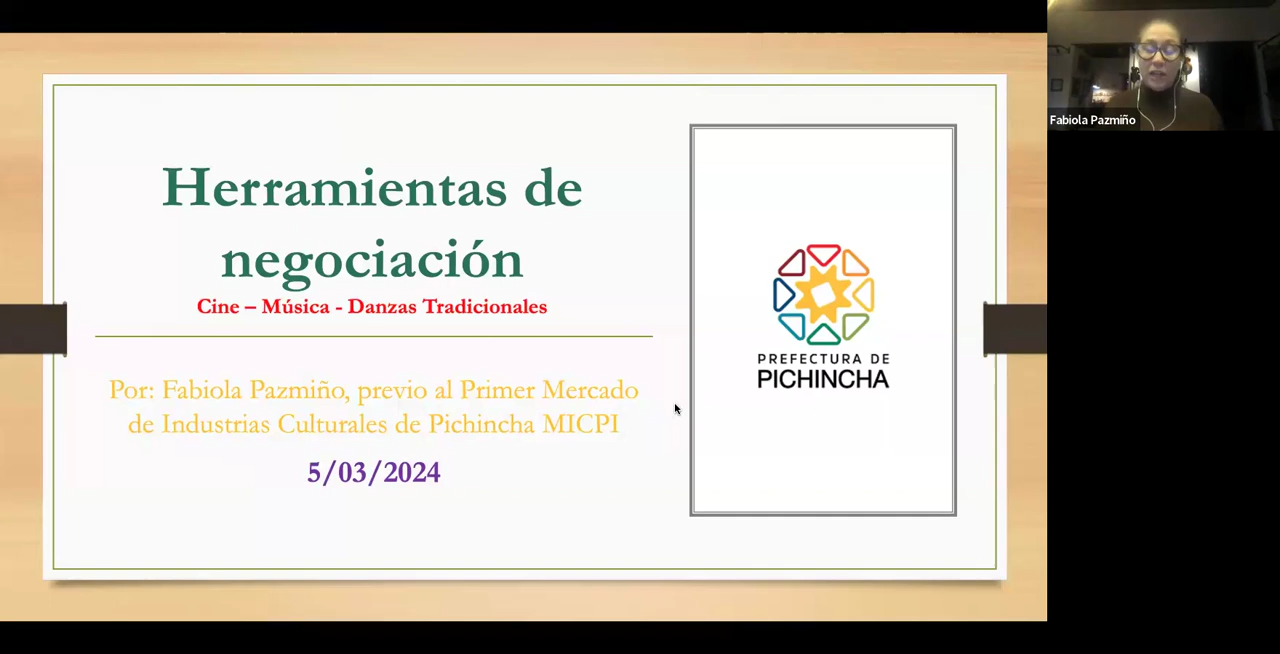 Herramientas de
negociación
Cine – Música - Danzas Tradicionales
Por: Fabiola Pazmiño, previo al Primer Mercado
de Industrias Culturales de Pichincha MICPI
5/03/2024
PREFECTURA DE
PICHINCHA
Fabiola Pazmiño